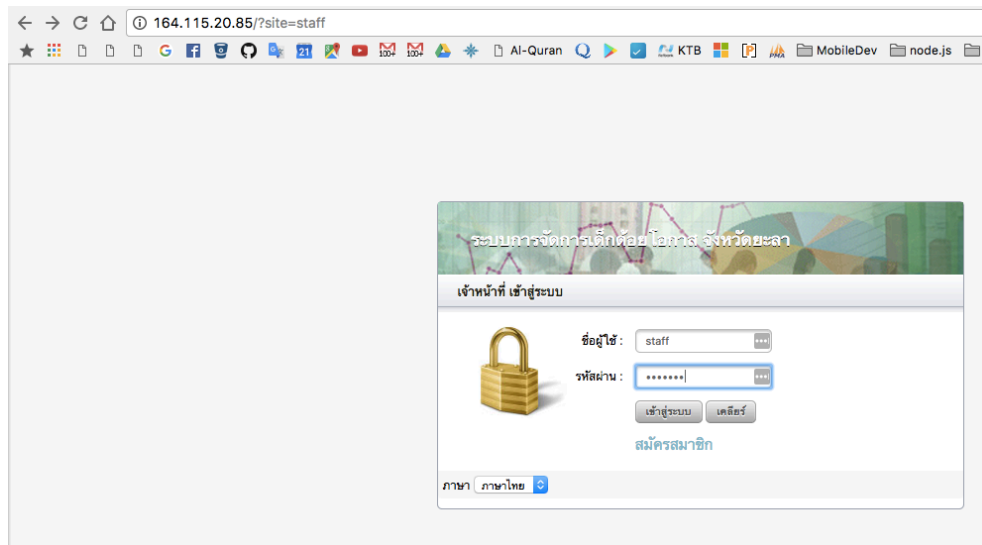 164.115.20.85/?site=staff
21 100+ 100+ Al-Quran KTB MobileDev node.js
ระบบการจัดการเด็กด้อยโอกาส จังหวัดยะลา
เจ้าหน้าที่ เข้าสู่ระบบ
ชื่อผู้ใช้ : staff
รหัสผ่าน : •••••••
เข้าสู่ระบบ เคลียร์
สมัครสมาชิก
ภาษา ภาษาไทย